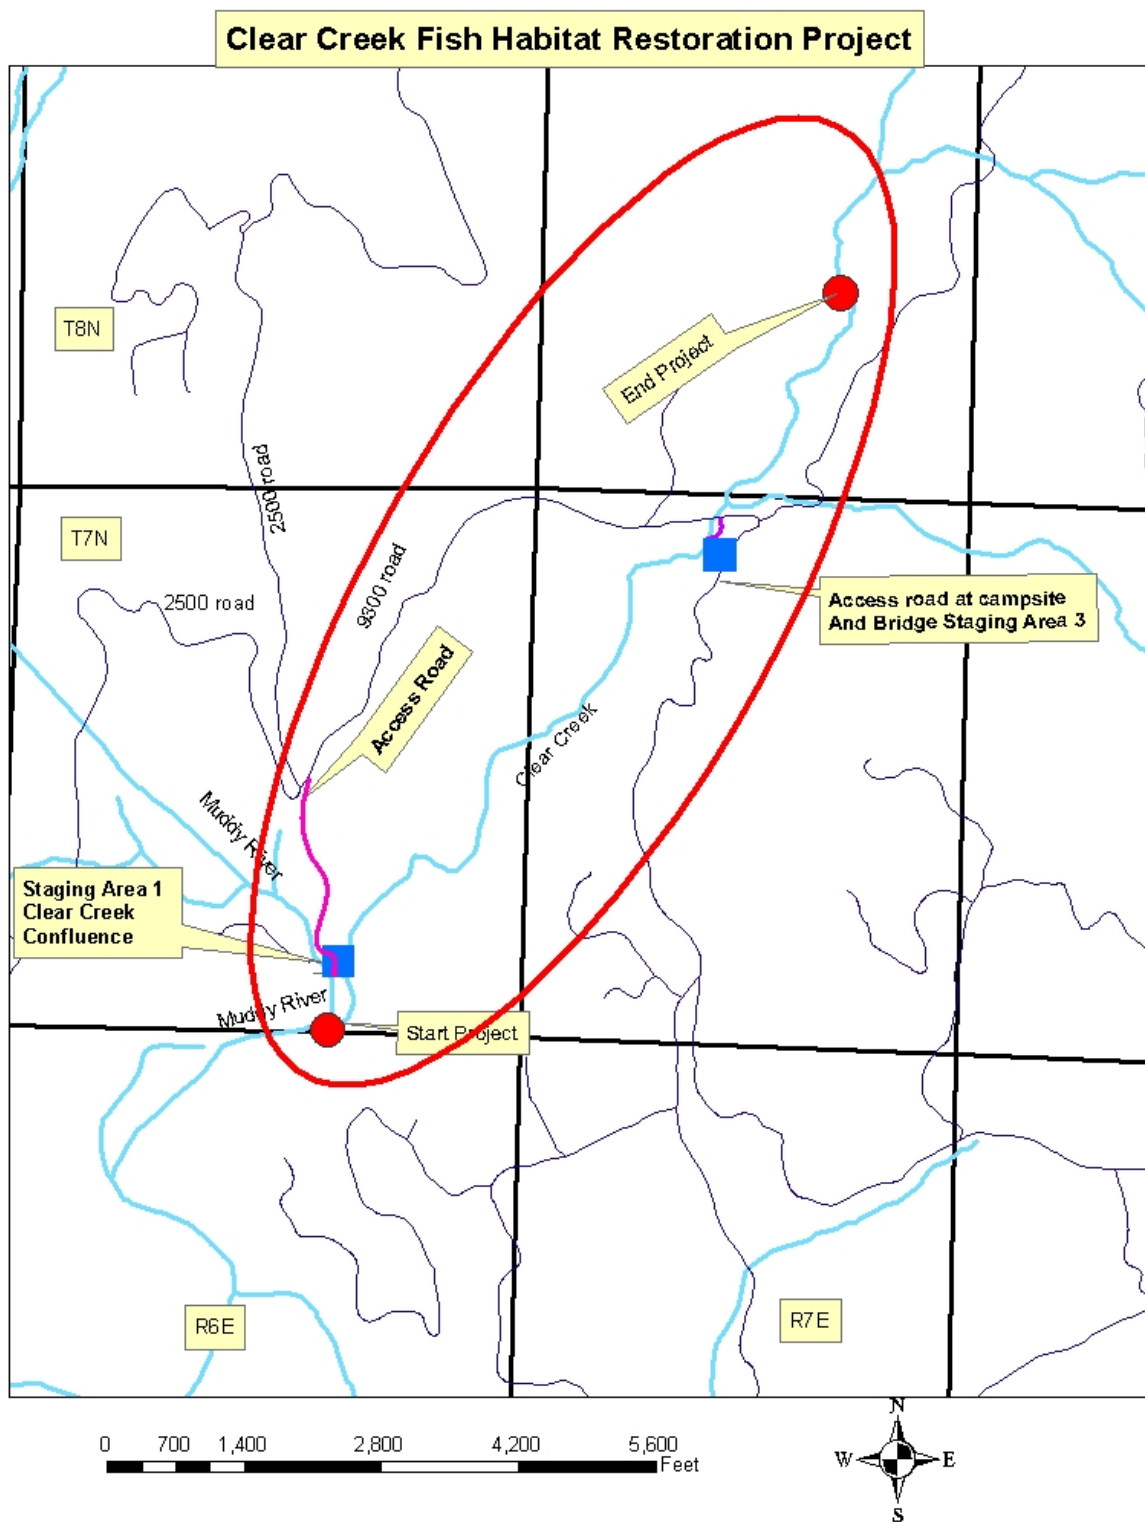 Clear Creek Fish Habitat Restoration Project
T8N
End Project
2500 road
T7N
9300 road
2500 road
Access road at campsite
And Bridge Staging Area 3
Access Road
Clear Creek
Muddy River
Staging Area 1
Clear Creek
Confluence
Muddy River
Start Project
R6E
R7E
0 700 1,400 2,800 4,200 5,600
Feet
N
W E
S